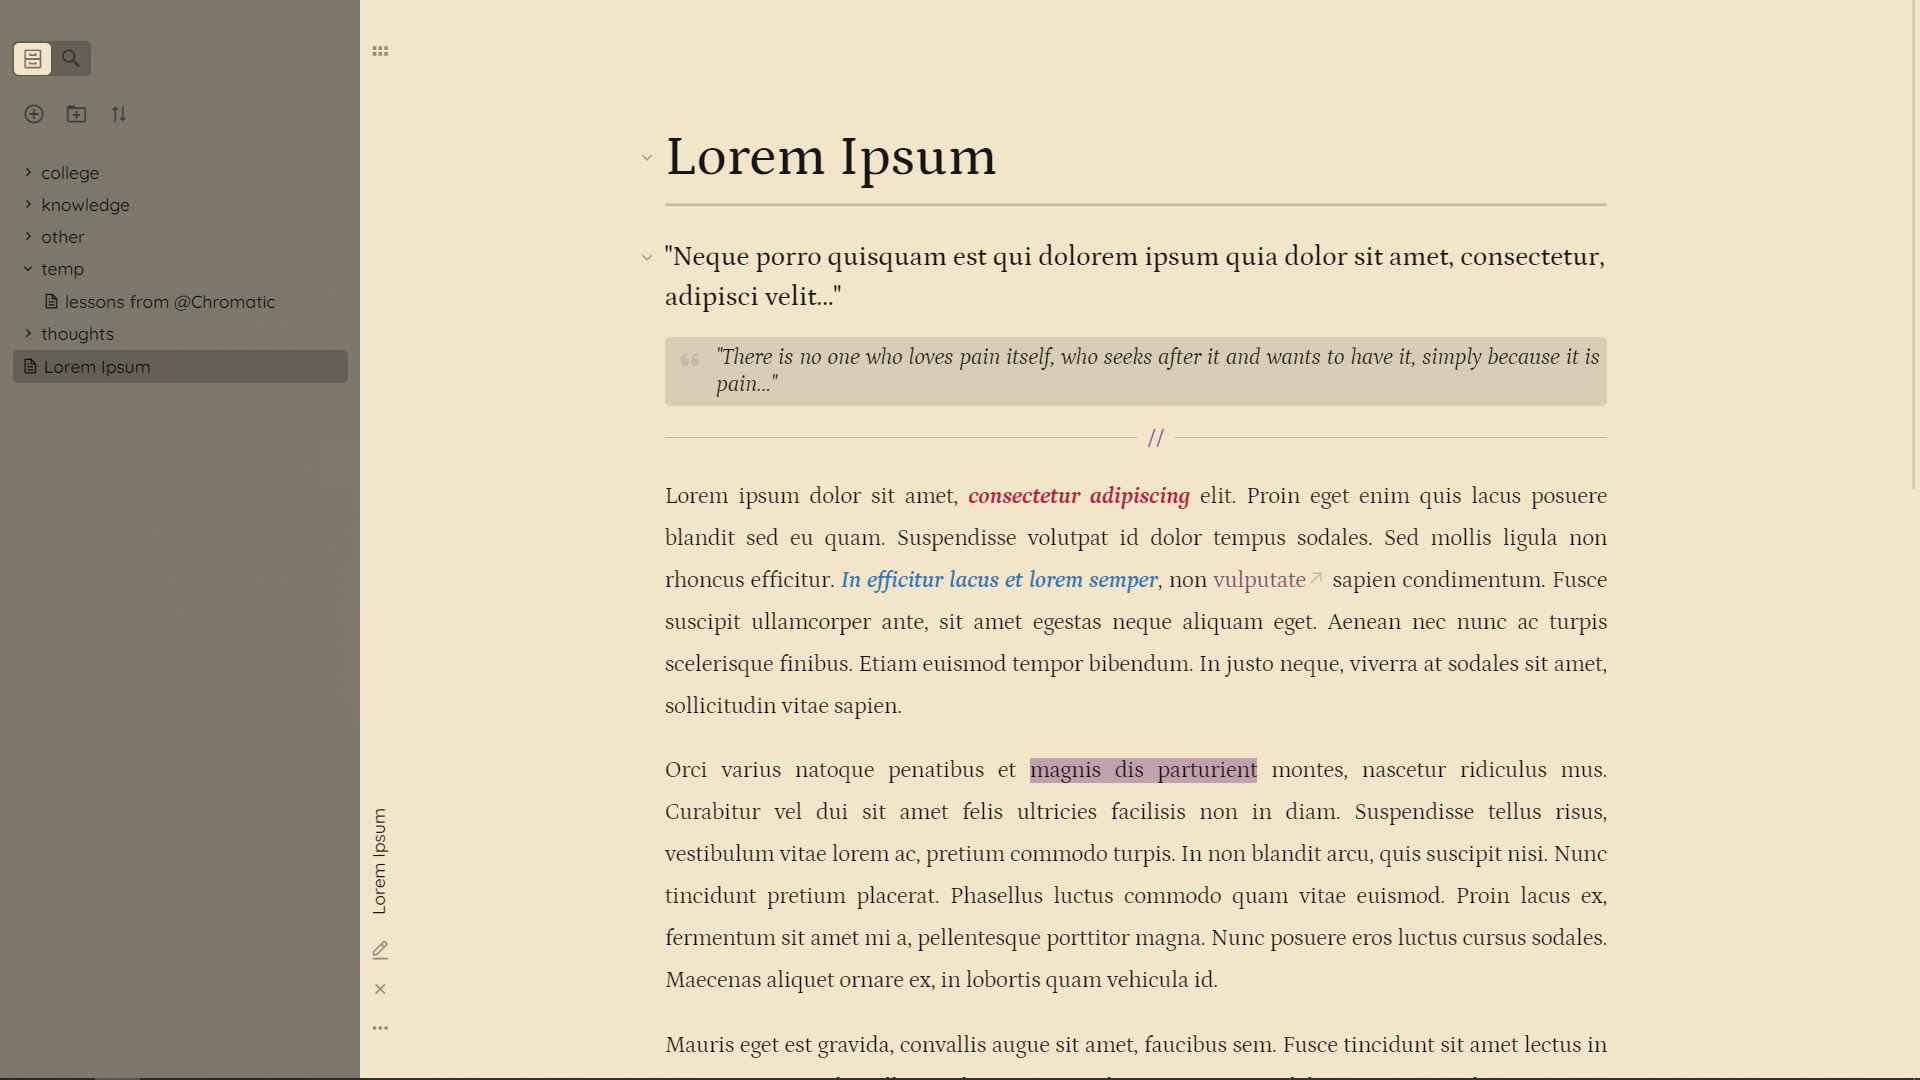 college
knowledge
other
temp
lessons from @Chromatic
thoughts
Lorem Ipsum
Lorem Ipsum
Lorem Ipsum
"Neque porro quisquam est qui dolorem ipsum quia dolor sit amet, consectetur,
adipisci velit..."
"There is no one who loves pain itself, who seeks after it and wants to have it, simply because it is
pain..."
//
Lorem ipsum dolor sit amet, consectetur adipiscing elit. Proin eget enim quis lacus posuere
blandit sed eu quam. Suspendisse volutpat id dolor tempus sodales. Sed mollis ligula non
rhoncus efficitur. In efficitur lacus et lorem semper, non vulputate sapien condimentum. Fusce
suscipit ullamcorper ante, sit amet egestas neque aliquam eget. Aenean nec nunc ac turpis
scelerisque finibus. Etiam euismod tempor bibendum. In justo neque, viverra at sodales sit amet,
sollicitudin vitae sapien.
Orci varius natoque penatibus et magnis dis parturient montes, nascetur ridiculus mus.
Curabitur vel dui sit amet felis ultricies facilisis non in diam. Suspendisse tellus risus,
vestibulum vitae lorem ac, pretium commodo turpis. In non blandit arcu, quis suscipit nisi. Nunc
tincidunt pretium placerat. Phasellus luctus commodo quam vitae euismod. Proin lacus ex,
fermentum sit amet mi a, pellentesque porttitor magna. Nunc posuere eros luctus cursus sodales.
Maecenas aliquet ornare ex, in lobortis quam vehicula id.
Mauris eget est gravida, convallis augue sit amet, faucibus sem. Fusce tincidunt sit amet lectus in